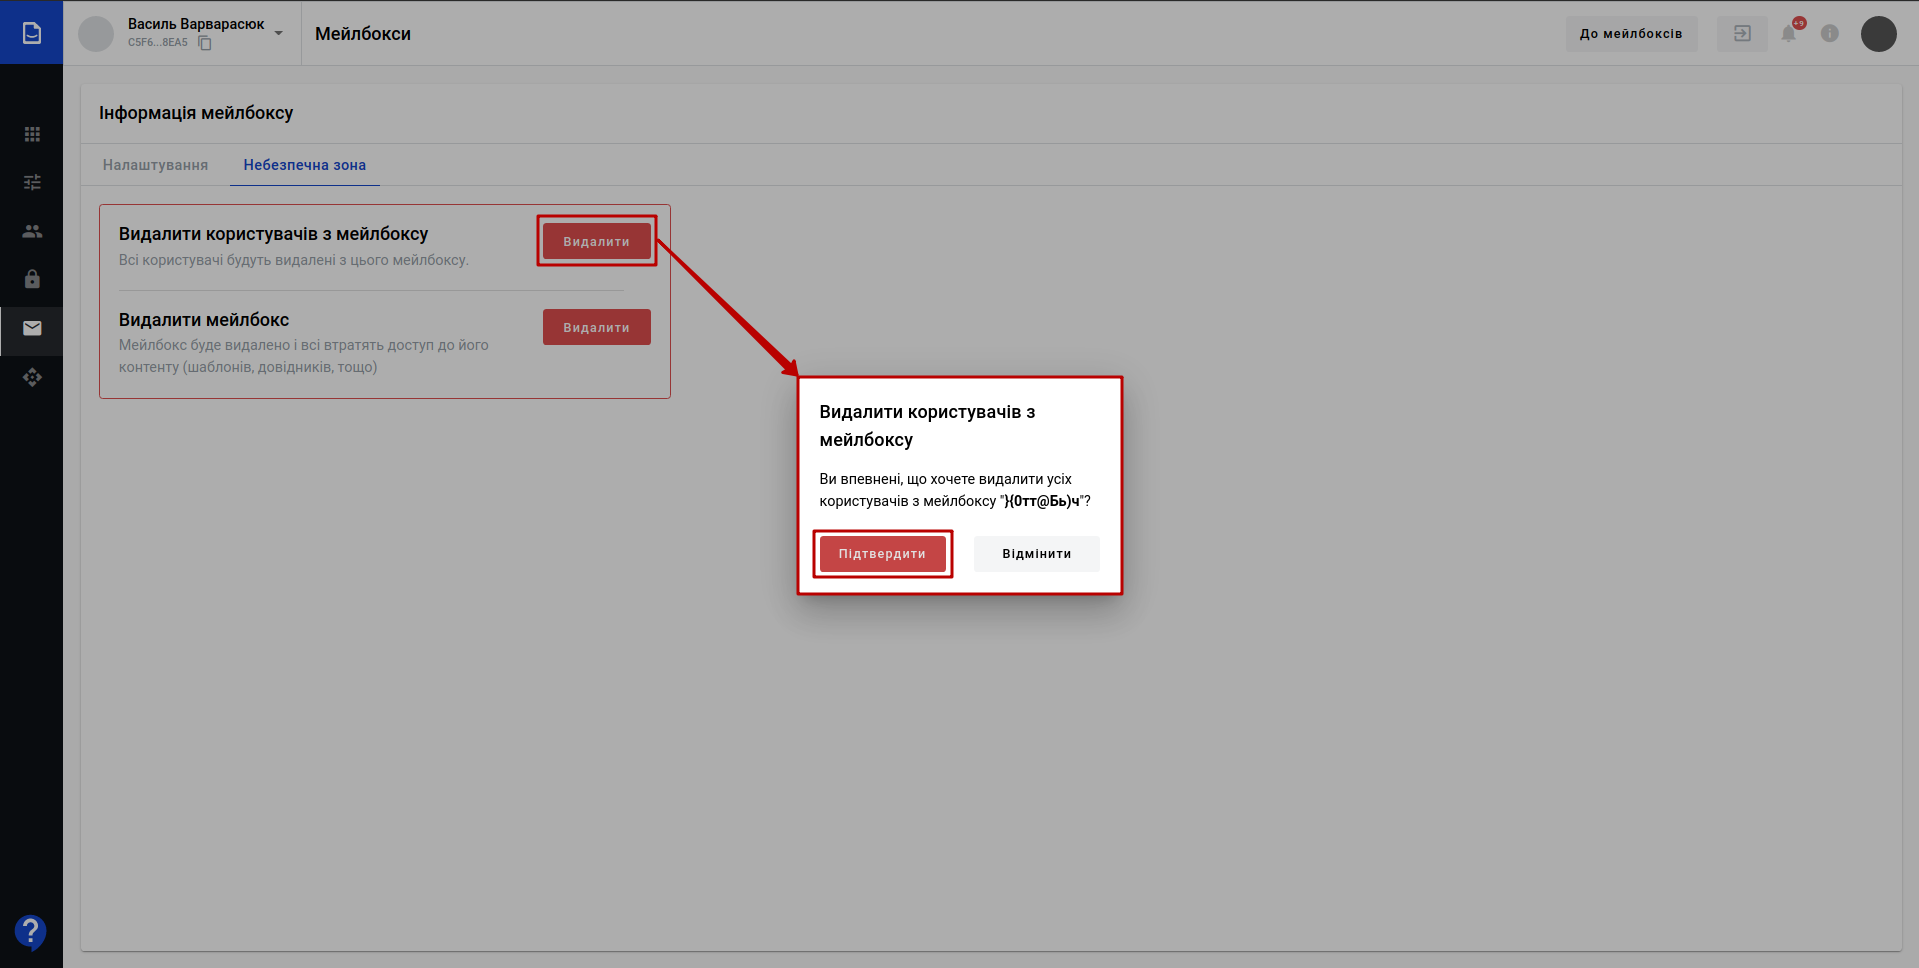 Василь Варварасюк
C5F6...8EA5
Мейлбокси
До мейлбоксів
+9
Інформація мейлбоксу
Налаштування
Небезпечна зона
Видалити користувачів з мейлбоксу
Видалити
Всі користувачі будуть видалені з цього мейлбоксу.
Видалити мейлбокс
Видалити
Мейлбокс буде видалено і всі втратять доступ до його
контенту (шаблонів, довідників, тощо)
Видалити користувачів з
мейлбоксу
Ви впевнені, що хочете видалити усіх
користувачів з мейлбоксу "}{0тт@Бь)ч"?
Підтвердити
Відмінити
?